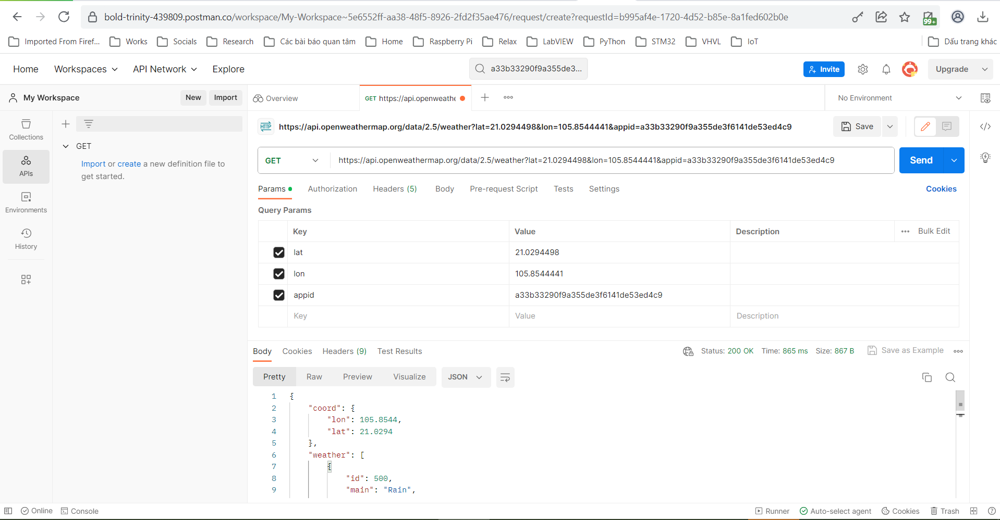 bold-trinity-439809.postman.co/workspace/My-Workspace~5e6552ff-aa38-48f5-8926-2fd2f35ae476/request/create?requestId=b995af4e-1720-4d52-b85e-8a1fed602b0e
99+
Imported From Firef... Works Socials Research Các bài báo quan tâm Home Raspberry Pi Relax LabVIEW PyThon STM32 VHVL IoT Dấu trang khác
Home Workspaces API Network Explore a33b33290f9a355de3... Invite Upgrade
My Workspace New Import Overview GET https://api.openweathe No Environment
HTTP https://api.openweathermap.org/data/2.5/weather?lat=21.0294498&lon=105.8544441&appid=a33b33290f9a355de3f6141de53ed4c9 Save
Collections
GET
Import or create a new definition file to
get started.
APIs
Environments
History
GET https://api.openweathermap.org/data/2.5/weather?lat=21.0294498&lon=105.8544441&appid=a33b33290f9a355de3f6141de53ed4c9 Send
Params Authorization Headers (5) Body Pre-request Script Tests Settings Cookies
Query Params
Key Value Description Bulk Edit
lat 21.0294498
lon 105.8544441
appid a33b33290f9a355de3f6141de53ed4c9
Key Value Description
Body Cookies Headers (9) Test Results Status: 200 OK Time: 865 ms Size: 867 B Save as Example
Pretty Raw Preview Visualize JSON
1 {
2 "coord": {
3 "lon": 105.8544,
4 "lat": 21.0294
5 },
6 "weather": [
7 {
8 "id": 500,
9 "main": "Rain",
Online Console Runner Auto-select agent Cookies Trash